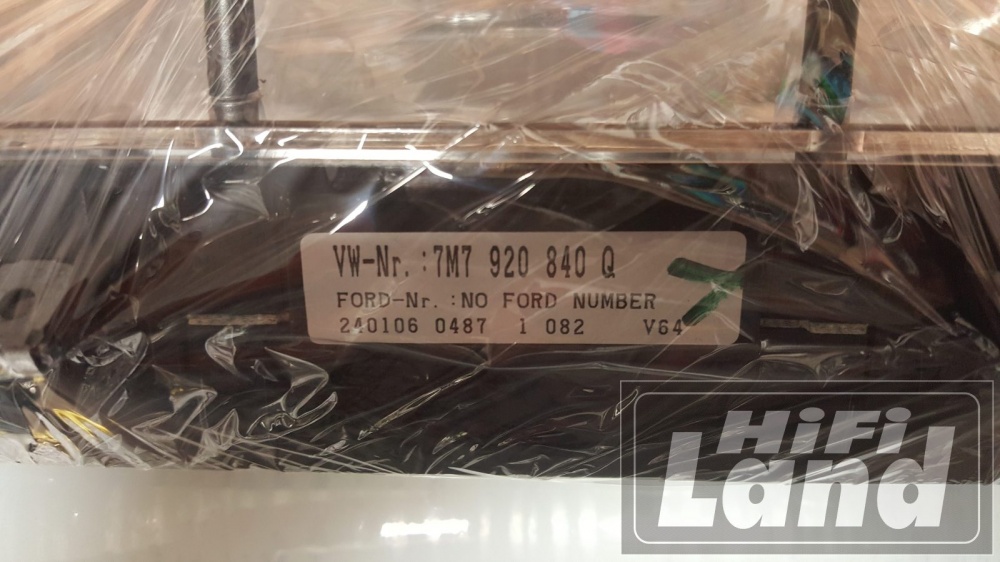 VW-Nr.:7M7 920 840 Q
FORD-Nr.:NO FORD NUMBER
240106 0487 1 082 V64
HiFi
Land